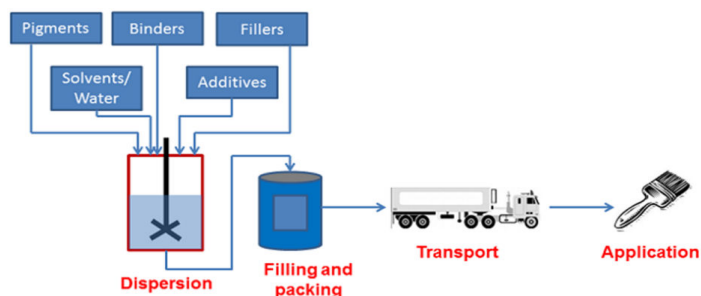 Pigments
Binders
Fillers
Solvents/
Water
Additives
Dispersion
Filling and
packing
Transport
Application